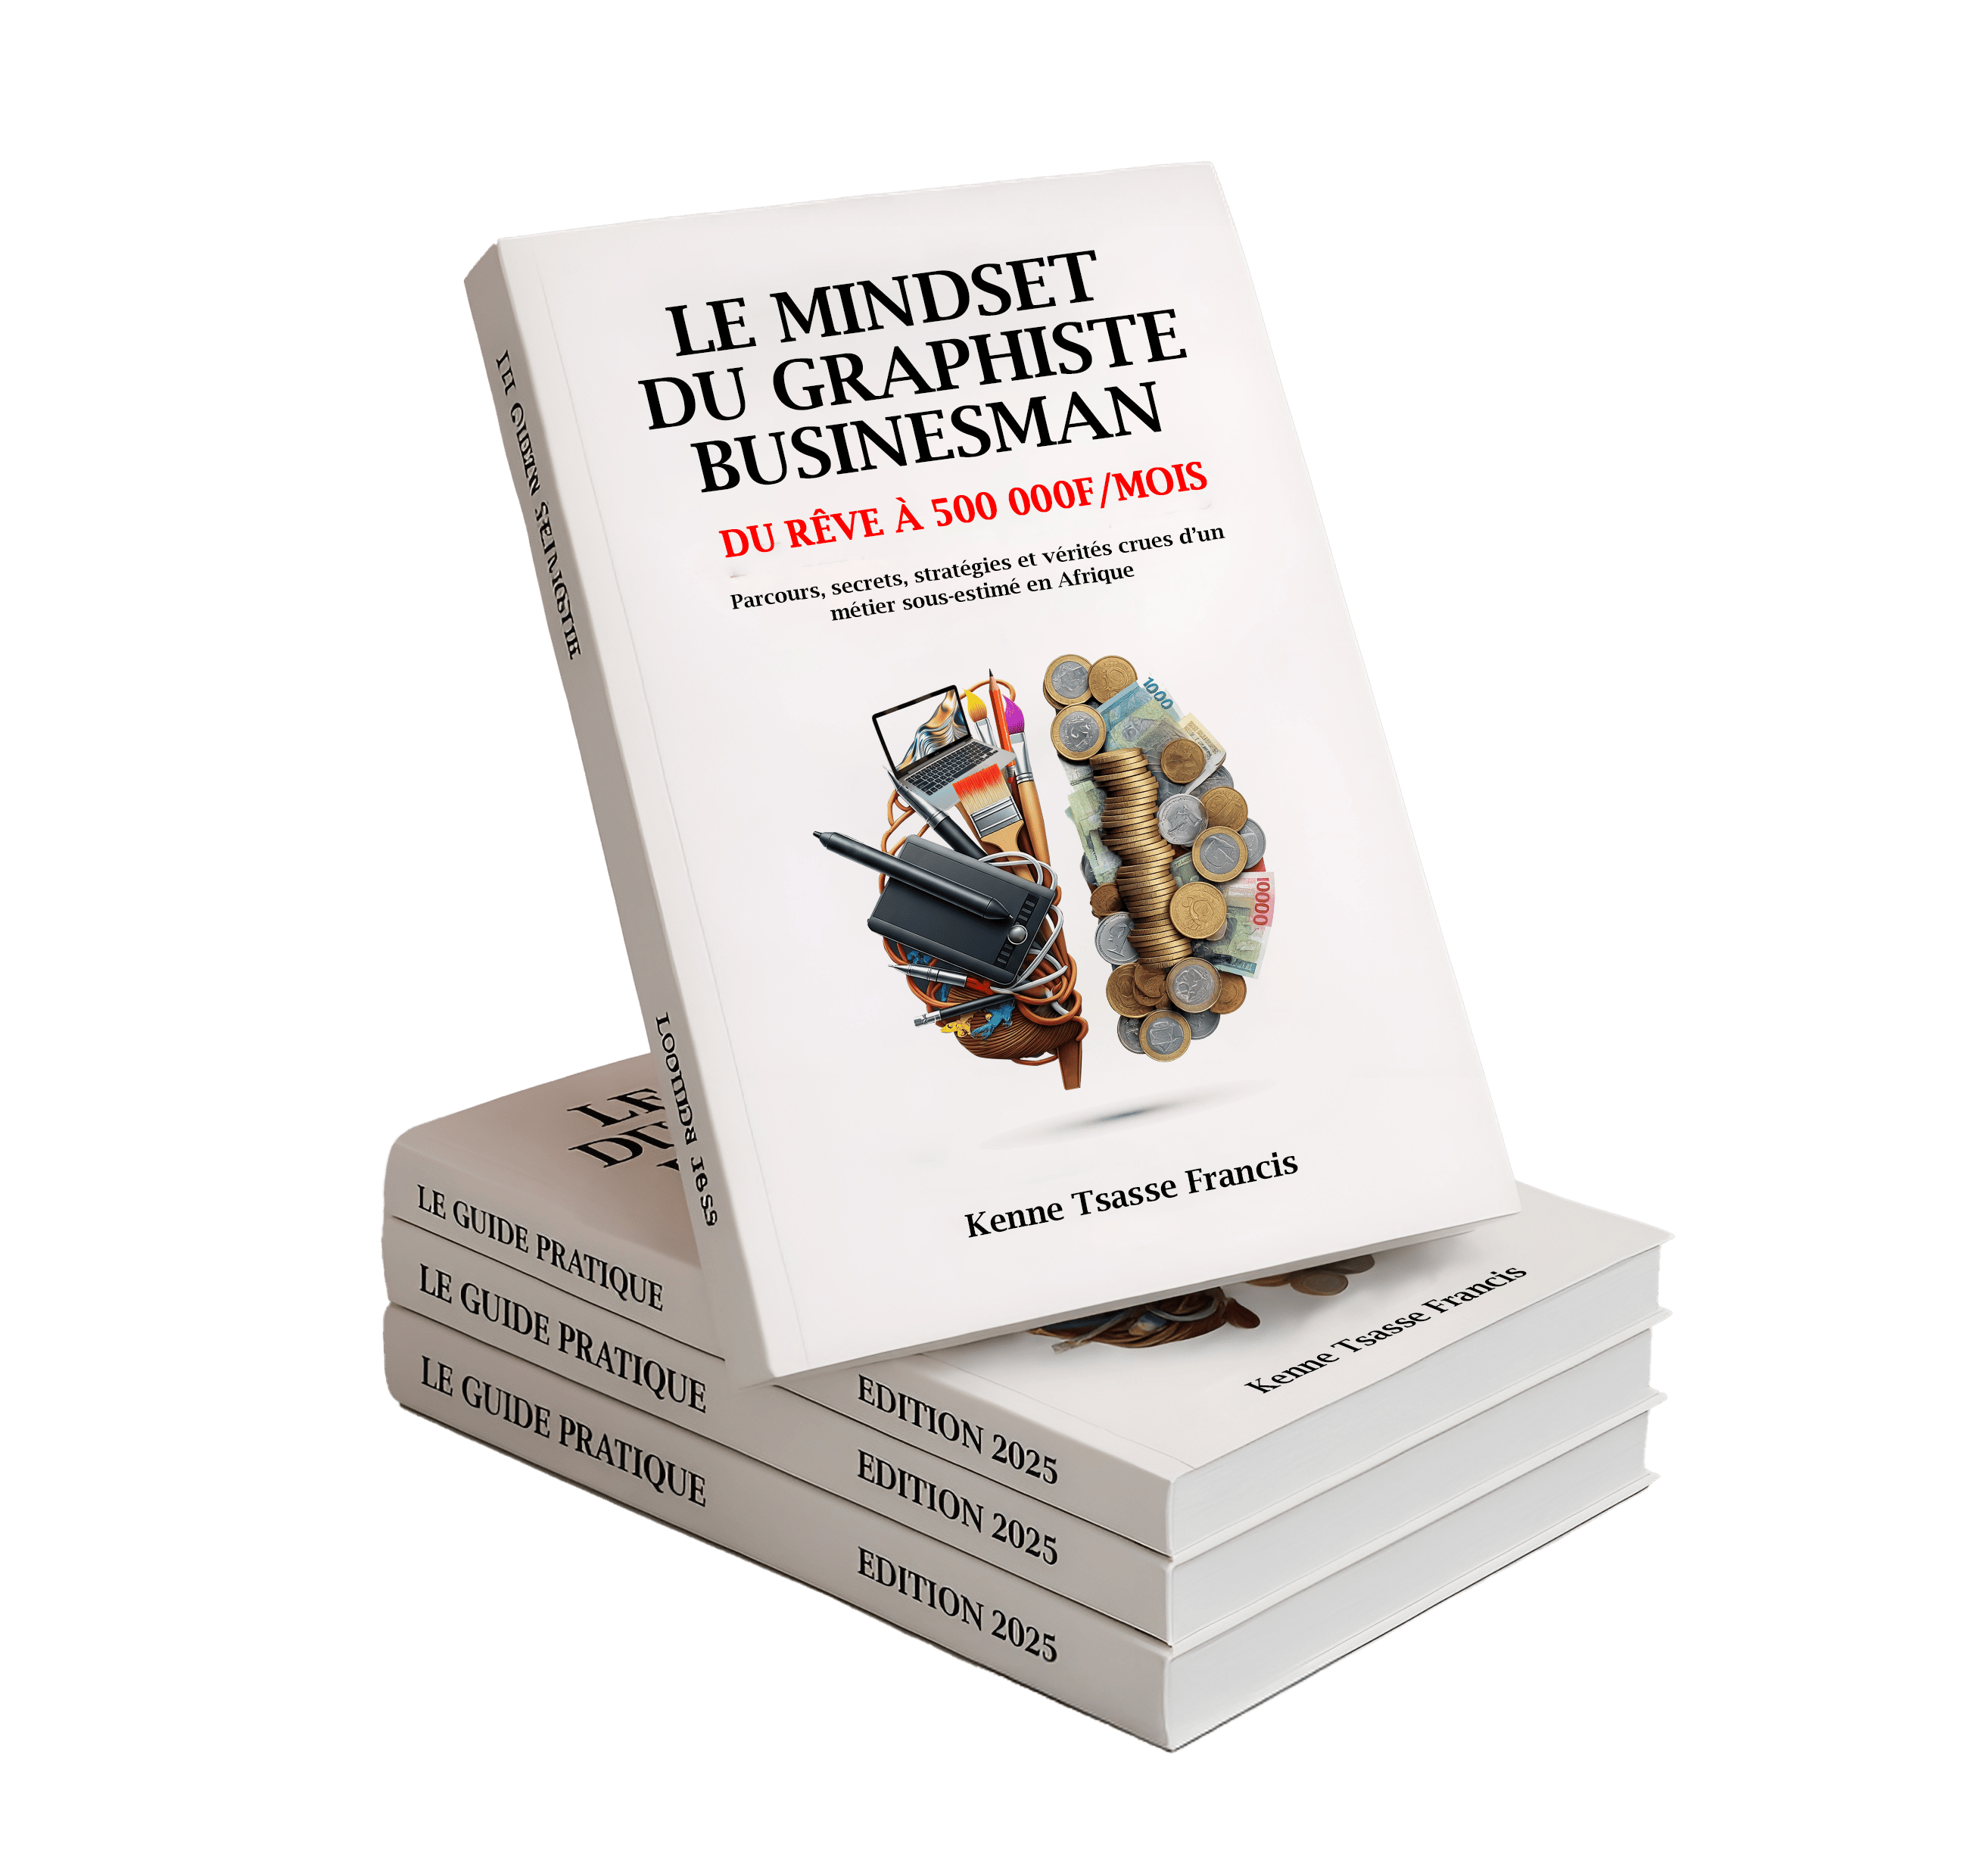 LE MINDSET
DU GRAPHISTE
BUSINESMAN
DU RÊVE À 500 000F/MOIS
Parcours, secrets, stratégies et vérités crues d'un
métier sous-estimé en Afrique
1000
10000
Kenne Tsasse Francis
LE
Kenne Tsasse Francis
LE GUIDE PRATIQUE
EDITION 2025
LE GUIDE PRATIQUE
EDITION 2025
LE GUIDE PRATIQUE
EDITION 2025